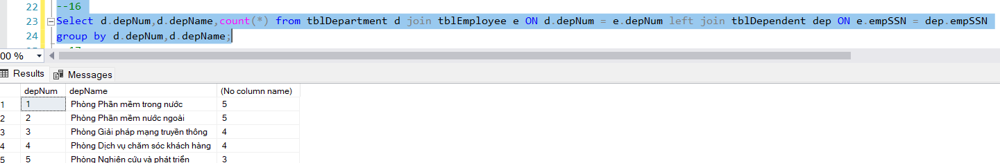 22 --16
23 Select d.depNum,d.depName,count(*) from tblDepartment d join tblEmployee e ON d.depNum = e.depNum left join tblDependent dep ON e.empSSN = dep.empSSN
24 group by d.depNum,d.depName;
00 %
Results Messages
depNum depName (No column name)
1 1 Phòng Phần mềm trong nước 5
2 2 Phòng Phần mềm nước ngoài 5
3 3 Phòng Giải pháp mạng truyền thông 4
4 4 Phòng Dịch vụ chăm sóc khách hàng 4
5 5 Phòng Nghiên cứu và phát triển 3